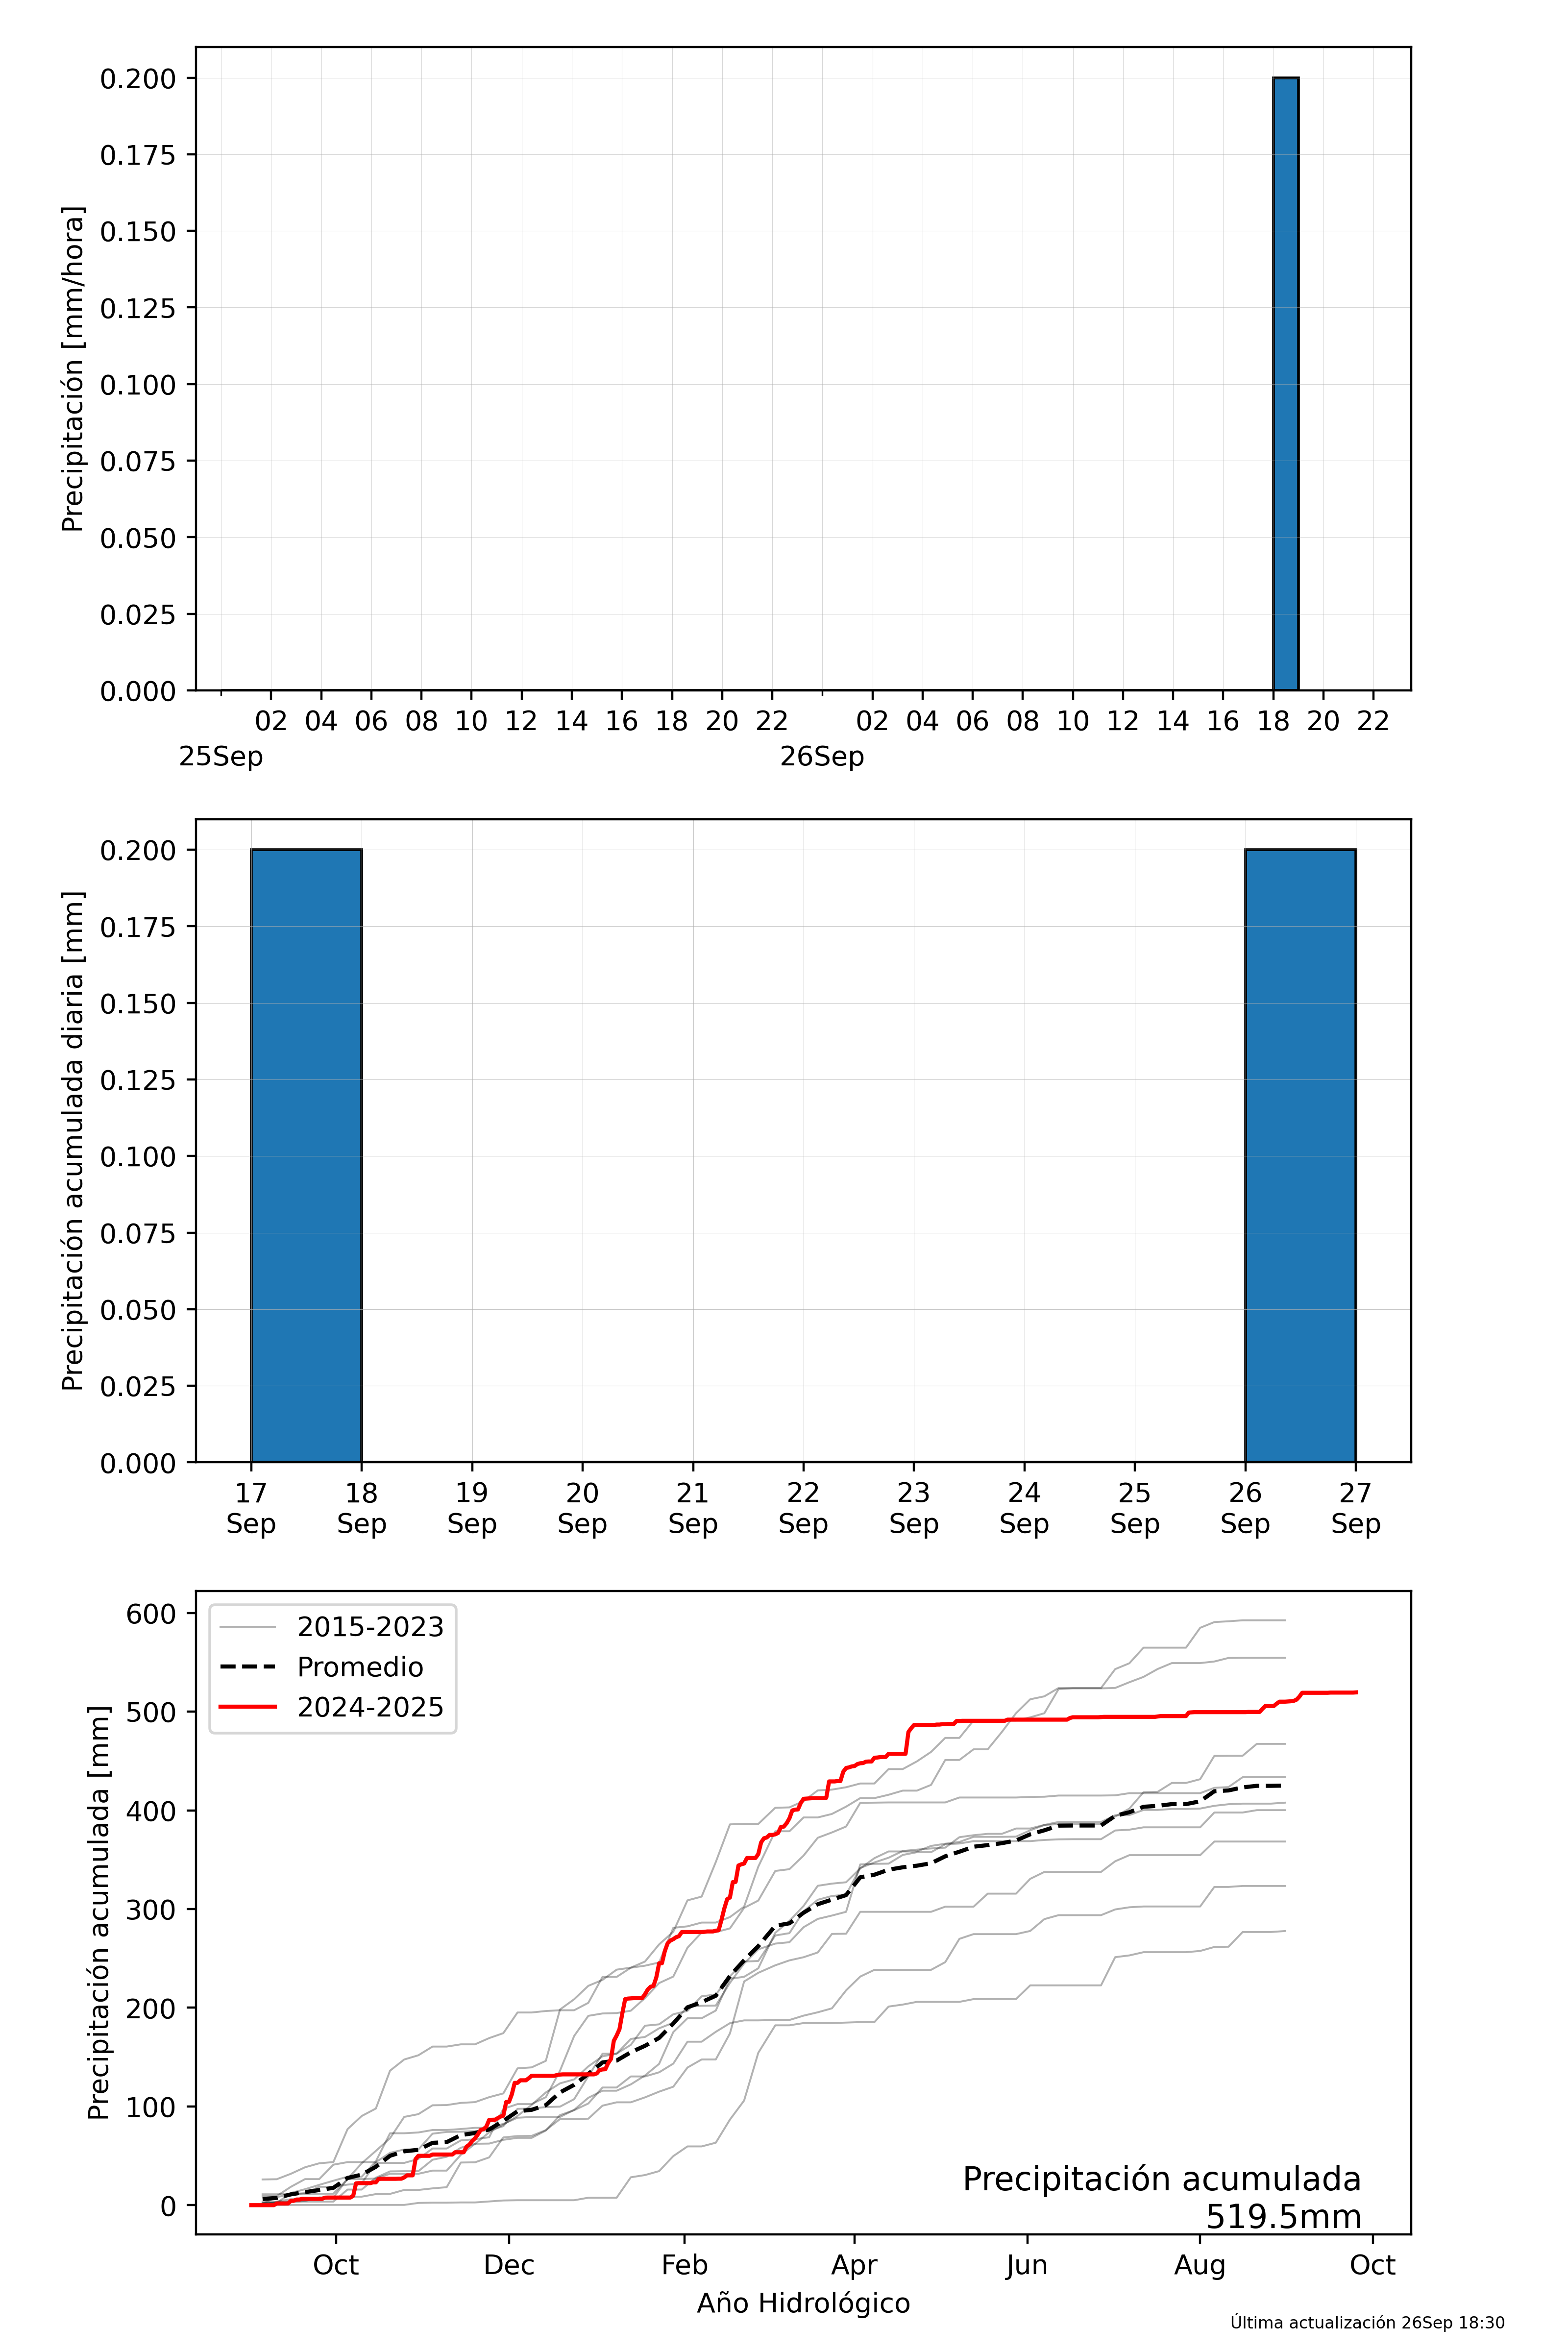 0.200
0.175
0.150
0.125
0.100
0.075
0.050
0.025
0.000
Precipitación [mm/hora]
02 04 06 08 10 12 14 16 18 20 22 02 04 06 08 10 12 14 16 18 20 22
25Sep 26Sep
0.200
0.175
0.150
0.125
0.100
0.075
0.050
0.025
0.000
Precipitación acumulada diaria [mm]
17 18 19 20 21 22 23 24 25 26 27
Sep Sep Sep Sep Sep Sep Sep Sep Sep Sep Sep
600
500
400
300
200
100
0
Precipitación acumulada [mm]
2015-2023
Promedio
2024-2025
Precipitación acumulada
519.5mm
Oct Dec Feb Apr Jun Aug Oct
Año Hidrológico
Última actualización 26Sep 18:30